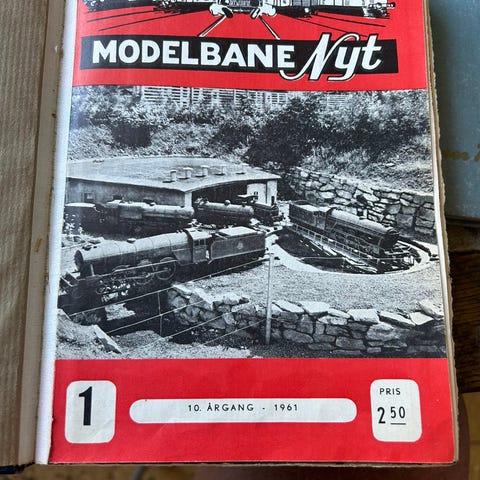 MODELBANE Nyt
1
10. ÅRGANG - 1961
PRIS
2 50